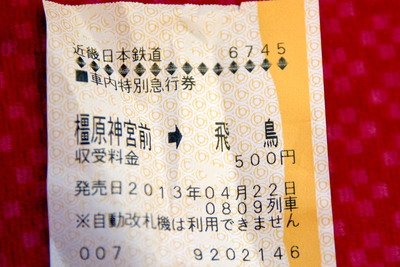 近畿日本鉄道 6745
■車内特別急行券
橿原神宮前 ➡ 飛鳥
収受料金 500円
発売日2013年04月22日
0809列車
※自動改札機は利用できません
007 9202146